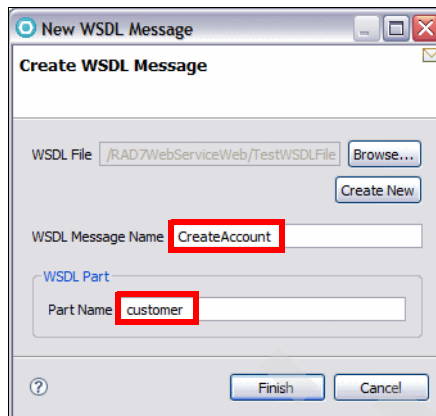 New WSDL Message
Create WSDL Message
WSDL File /RAD7WebServiceWeb/TestWSDLFile Browse...
Create New
WSDL Message Name CreateAccount
WSDL Part
Part Name customer
? Finish Cancel